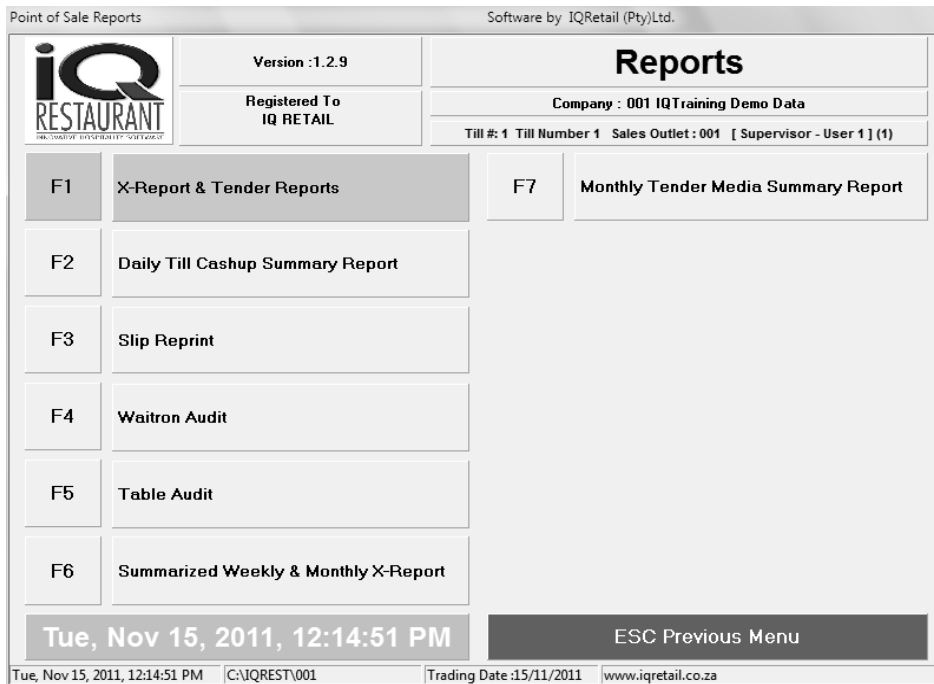 Point of Sale Reports
Software by IQRetail (Pty)Ltd.
iQ
RESTAURANT
INNOVATIVE HOSPITALITY SOFTWARE
Version :1.2.9
Registered To
IQ RETAIL
Reports
Company : 001 IQTraining Demo Data
Till #: 1 Till Number 1 Sales Outlet : 001 [ Supervisor - User 1 ] (1)
F1 X-Report & Tender Reports
F2 Daily Till Cashup Summary Report
F3 Slip Reprint
F4 Waitron Audit
F5 Table Audit
F6 Summarized Weekly & Monthly X-Report
F7 Monthly Tender Media Summary Report
Tue, Nov 15, 2011, 12:14:51 PM
ESC Previous Menu
Tue, Nov 15, 2011, 12:14:51 PM C:\IQREST\001 Trading Date :15/11/2011 www.iqretail.co.za